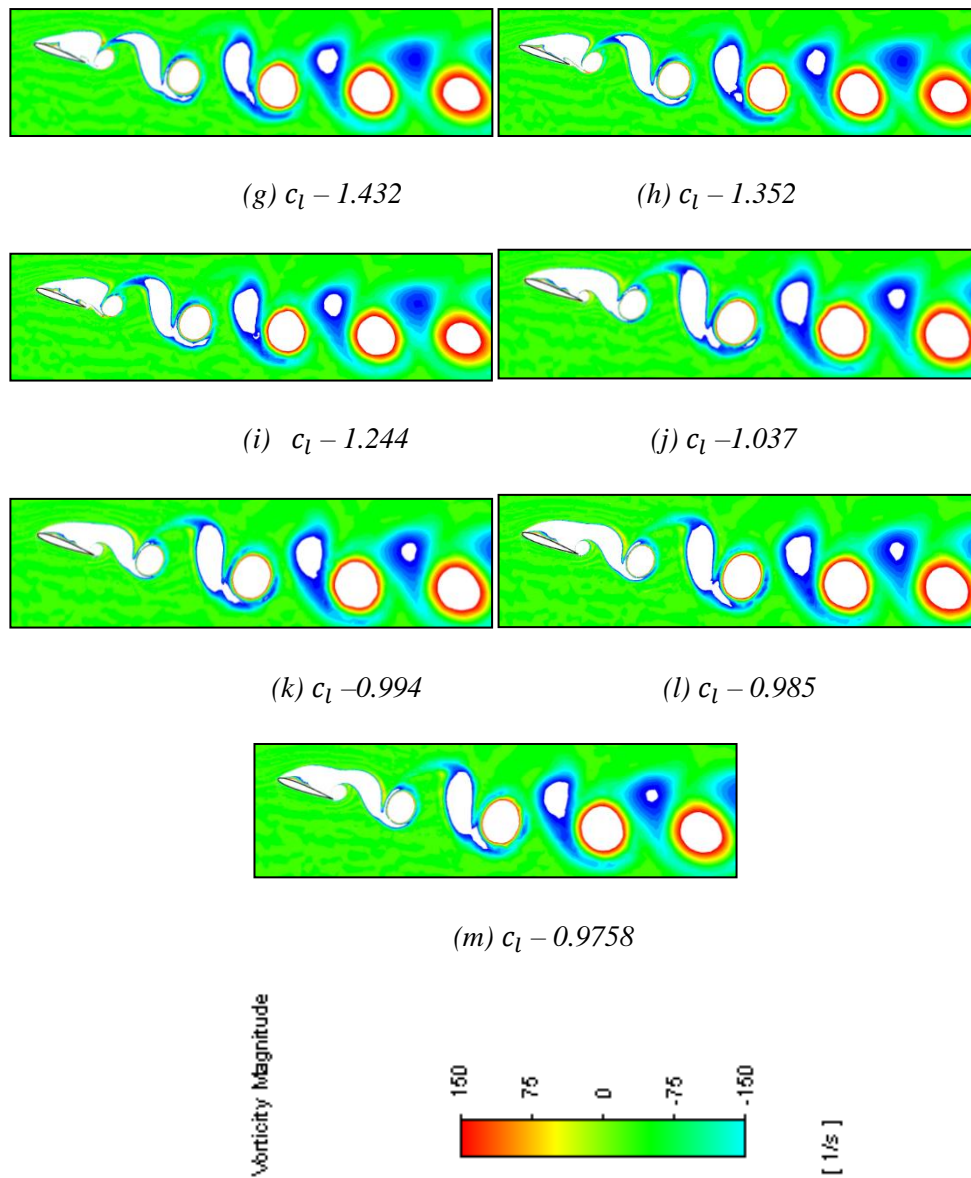 (g) cₗ – 1.432
(h) cₗ – 1.352
(i) cₗ – 1.244
(j) cₗ –1.037
(k) cₗ –0.994
(l) cₗ – 0.985
(m) cₗ – 0.9758
Vorticity Magnitude
150
75
0
-75
-150
[ 1/s ]